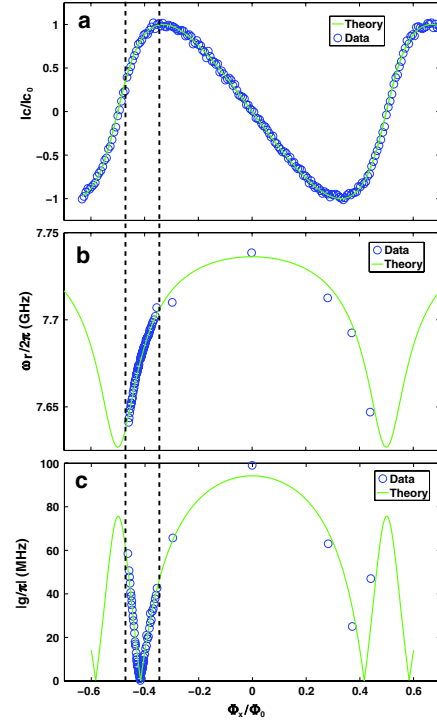 a
Theory
Data
Ic/Ic₀
1
0.5
0
-0.5
-1
b
Data
Theory
ωr/2π (GHz)
7.75
7.7
7.65
c
Data
Theory
|g/π| (MHz)
100
80
60
40
20
0
-0.6 -0.4 -0.2 0 0.2 0.4 0.6
Φx/Φ₀